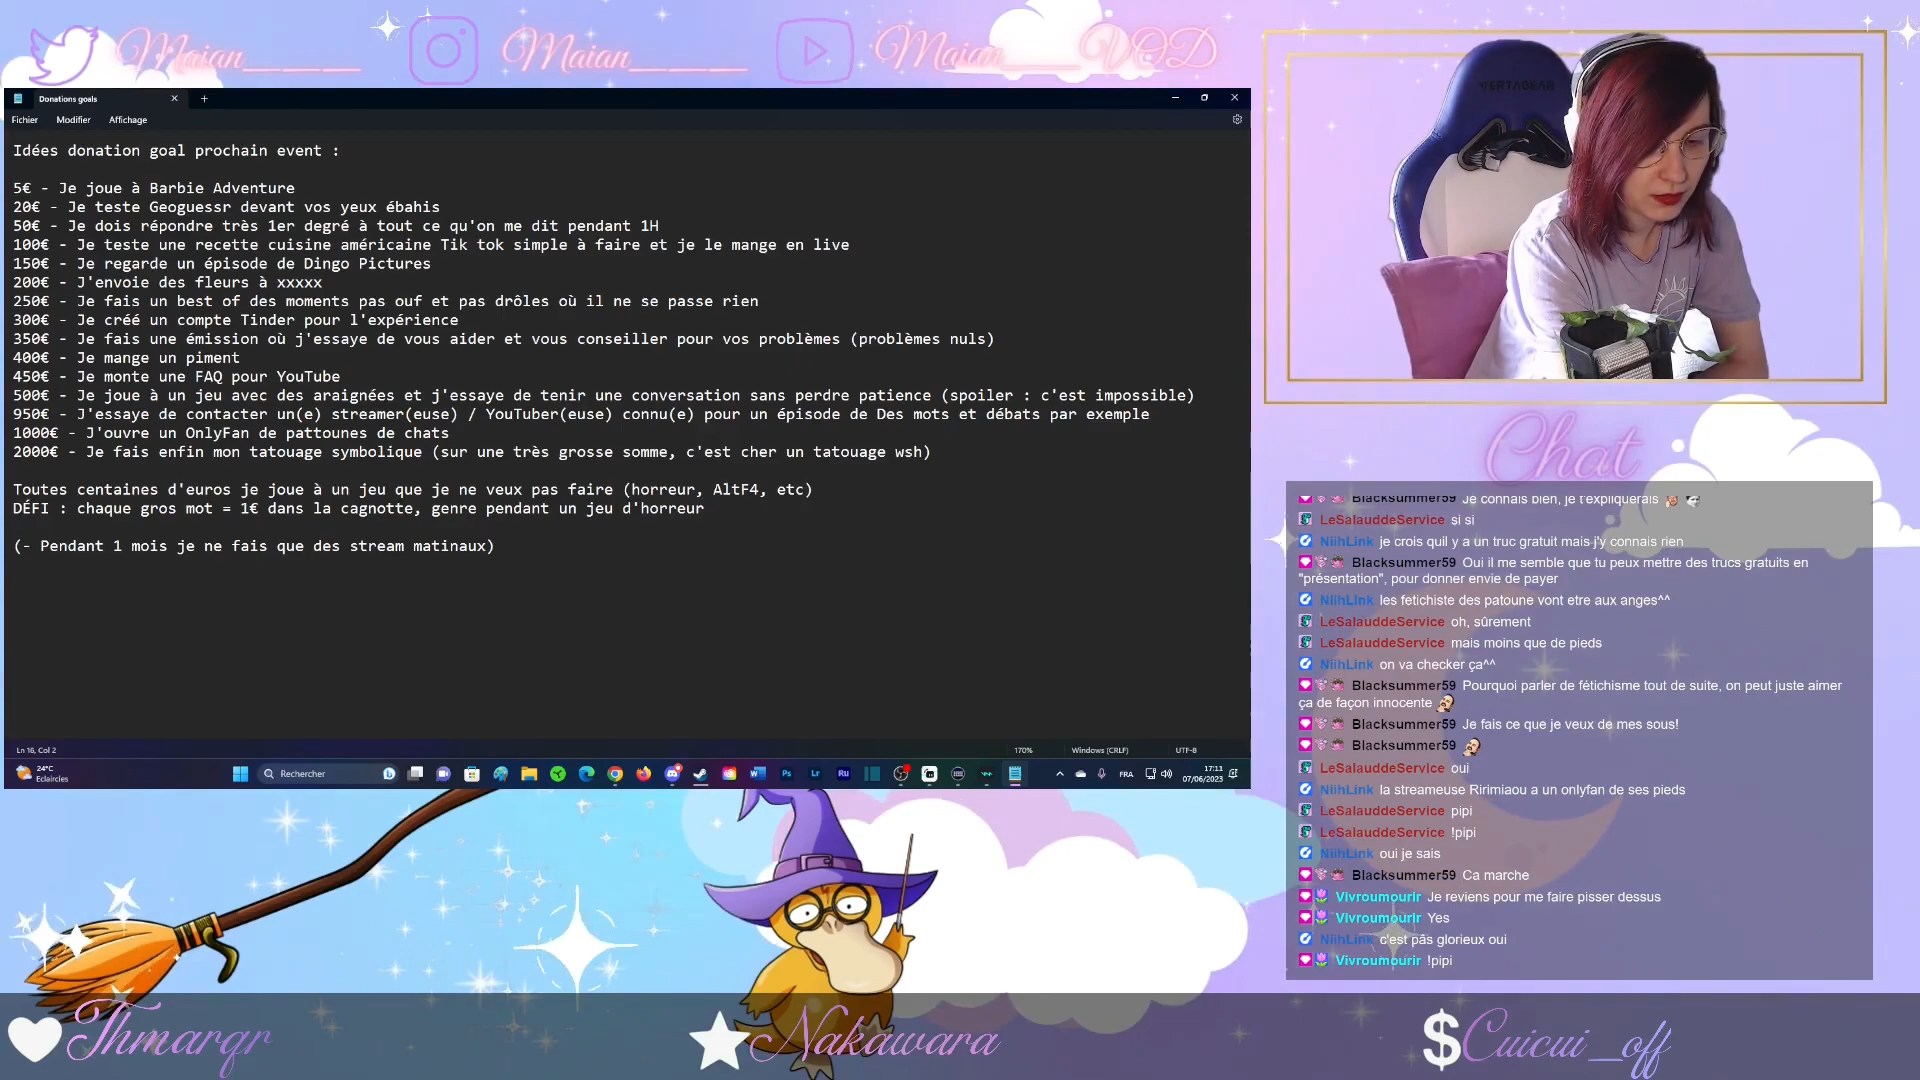 Maian____
Maian____
Maian____VOD
VERTAGEAR
Donations goals
Fichier Modifier Affichage
Idées donation goal prochain event :
5€ - Je joue à Barbie Adventure
20€ - Je teste Geoguessr devant vos yeux ébahis
50€ - Je dois répondre très 1er degré à tout ce qu'on me dit pendant 1H
100€ - Je teste une recette cuisine américaine Tik tok simple à faire et je le mange en live
150€ - Je regarde un épisode de Dingo Pictures
200€ - J'envoie des fleurs à xxxxx
250€ - Je fais un best of des moments pas ouf et pas drôles où il ne se passe rien
300€ - Je créé un compte Tinder pour l'expérience
350€ - Je fais une émission où j'essaye de vous aider et vous conseiller pour vos problèmes (problèmes nuls)
400€ - Je mange un piment
450€ - Je monte une FAQ pour YouTube
500€ - Je joue à un jeu avec des araignées et j'essaye de tenir une conversation sans perdre patience (spoiler : c'est impossible)
950€ - J'essaye de contacter un(e) streamer(euse) / YouTuber(euse) connu(e) pour un épisode de Des mots et débats par exemple
1000€ - J'ouvre un OnlyFan de pattounes de chats
2000€ - Je fais enfin mon tatouage symbolique (sur une très grosse somme, c'est cher un tatouage wsh)
Toutes centaines d'euros je joue à un jeu que je ne veux pas faire (horreur, AltF4, etc)
DÉFI : chaque gros mot = 1€ dans la cagnotte, genre pendant un jeu d'horreur
(- Pendant 1 mois je ne fais que des stream matinaux)
Ln 16, Col 2 170% Windows (CRLF) UTF-8
24°C
Eclaircies
Rechercher
W Ps Lr Ru
FRA
17:11
07/06/2023
Chat
Blacksummer59 Je connais bien, je t'expliquerais
LeSalauddeService si si
NiihLink je crois quil y a un truc gratuit mais j'y connais rien
Blacksummer59 Oui il me semble que tu peux mettre des trucs gratuits en
"présentation", pour donner envie de payer
NiihLink les fetichiste des patoune vont etre aux anges^^
LeSalauddeService oh, sûrement
LeSalauddeService mais moins que de pieds
NiihLink on va checker ça^^
Blacksummer59 Pourquoi parler de fétichisme tout de suite, on peut juste aimer
ça de façon innocente
Blacksummer59 Je fais ce que je veux de mes sous!
Blacksummer59
LeSalauddeService oui
NiihLink la streameuse Ririmiaou a un onlyfan de ses pieds
LeSalauddeService pipi
LeSalauddeService !pipi
NiihLink oui je sais
Blacksummer59 Ca marche
Vivroumourir Je reviens pour me faire pisser dessus
Vivroumourir Yes
NiihLink c'est pas glorieux oui
Vivroumourir !pipi
Thmarqr
Nakawara
$Cuicui_off